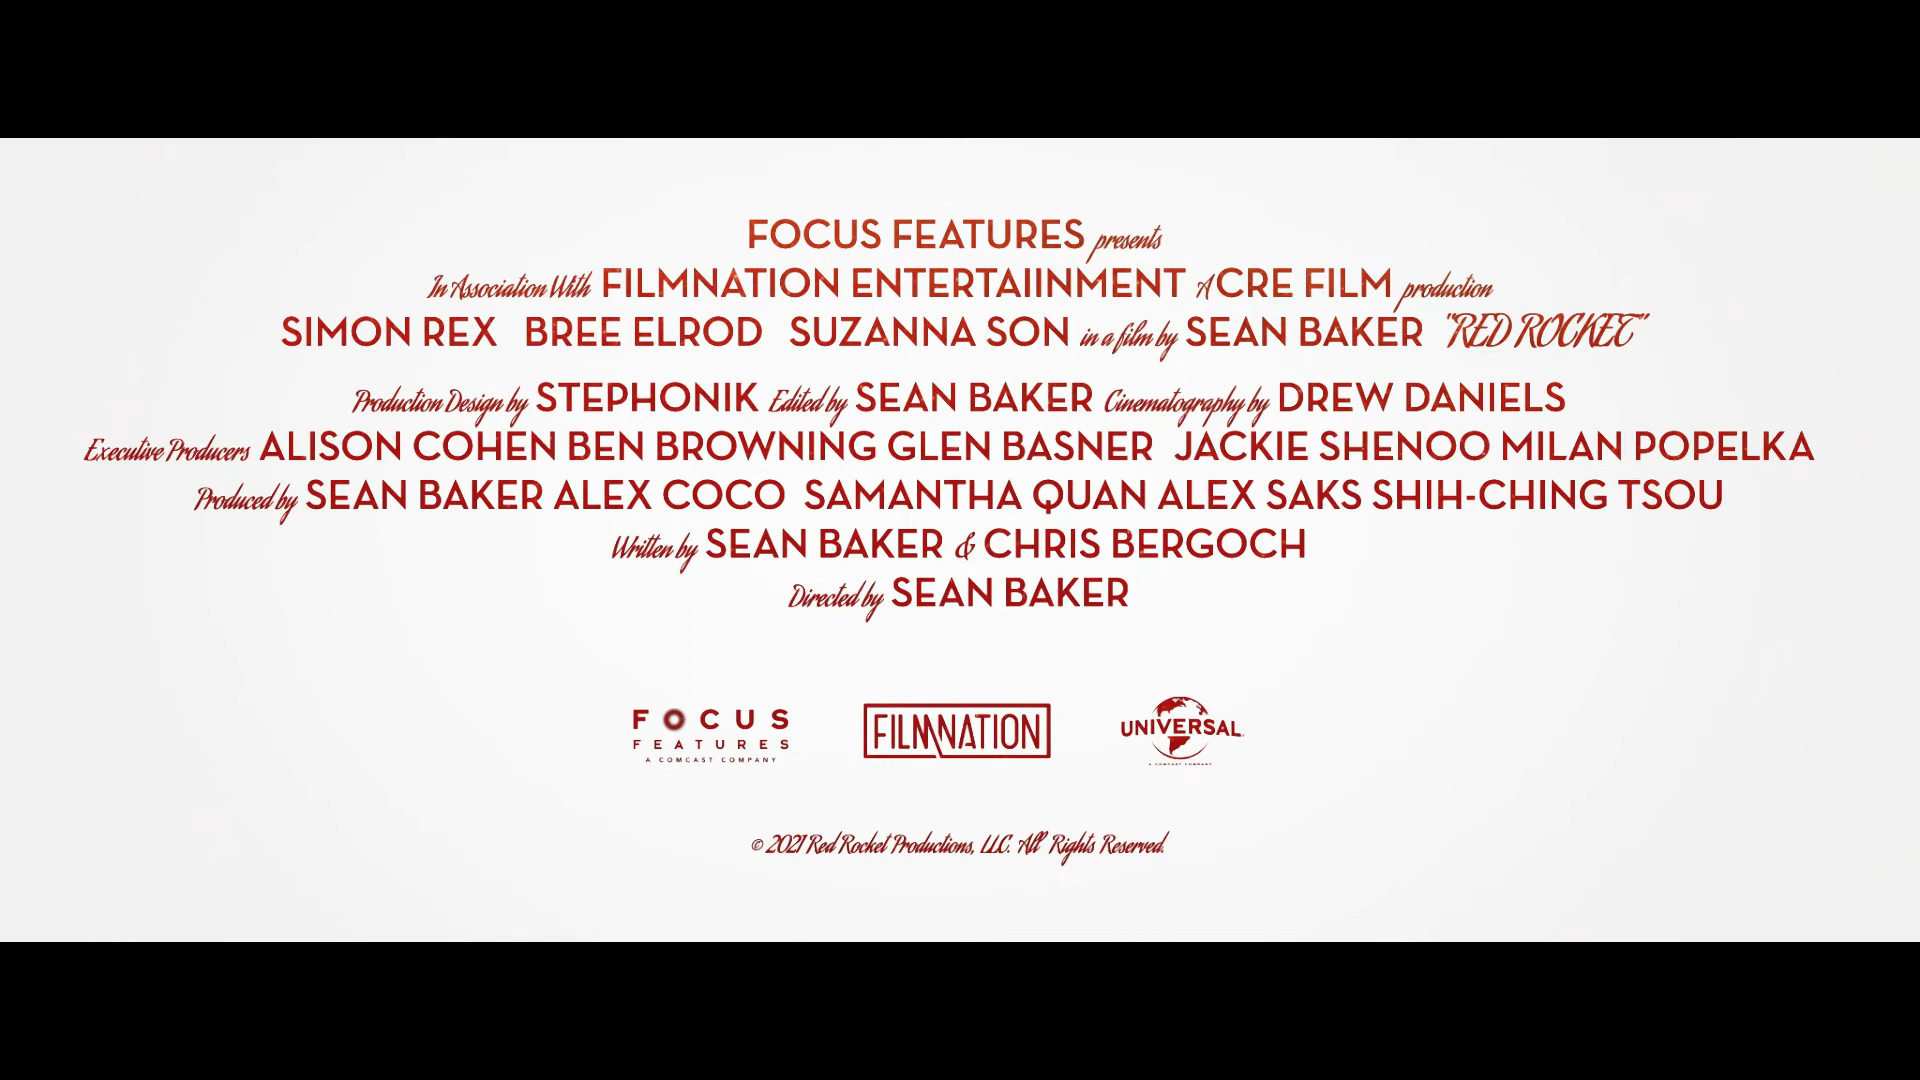 FOCUS FEATURES presents
In Association With FILMNATION ENTERTAIINMENT A CRE FILM production
SIMON REX BREE ELROD SUZANNA SON in a film by SEAN BAKER "RED ROCKET"
Production Design by STEPHONIK Edited by SEAN BAKER Cinematography by DREW DANIELS
Executive Producers ALISON COHEN BEN BROWNING GLEN BASNER JACKIE SHENOO MILAN POPELKA
Produced by SEAN BAKER ALEX COCO SAMANTHA QUAN ALEX SAKS SHIH-CHING TSOU
Written by SEAN BAKER & CHRIS BERGOCH
Directed by SEAN BAKER
FOCUS
FEATURES
A COMCAST COMPANY
FILMNATION
UNIVERSAL
A COMCAST COMPANY
© 2021 Red Rocket Productions, LLC. All Rights Reserved.